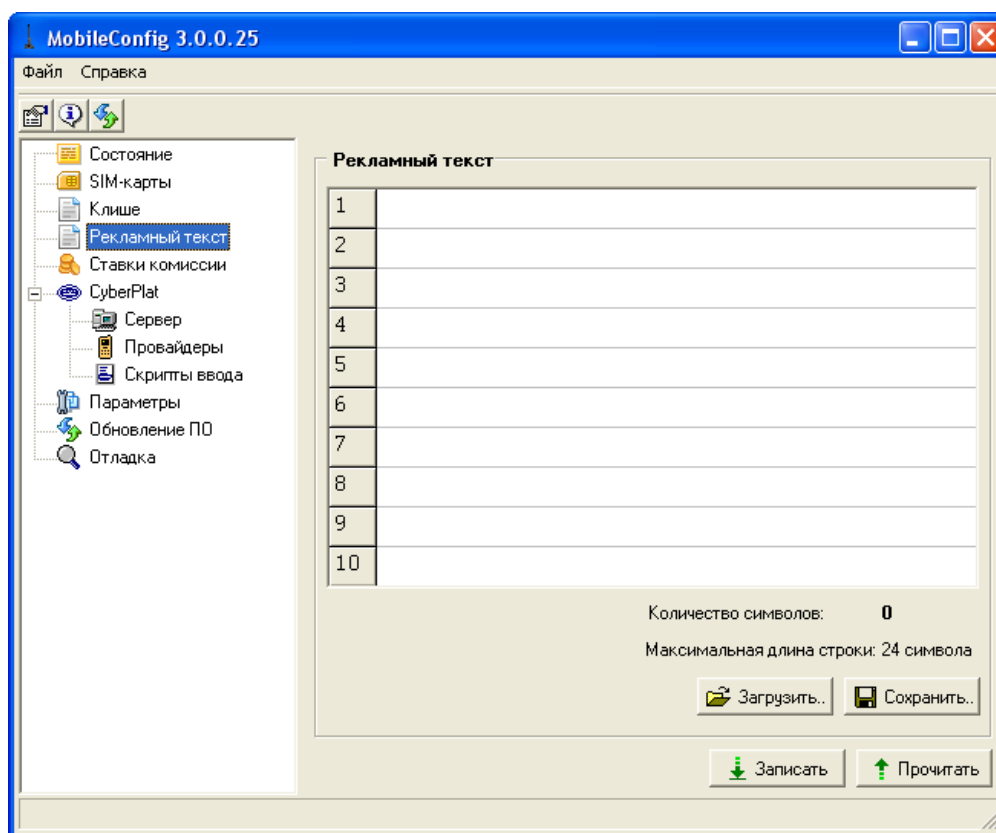 MobileConfig 3.0.0.25
Файл Справка
Состояние
SIM-карты
Клише
Рекламный текст
Ставки комиссии
CyberPlat
Сервер
Провайдеры
Скрипты ввода
Параметры
Обновление ПО
Отладка
Рекламный текст
1
2
3
4
5
6
7
8
9
10
Количество символов: 0
Максимальная длина строки: 24 символа
Загрузить.. Сохранить..
Записать Прочитать